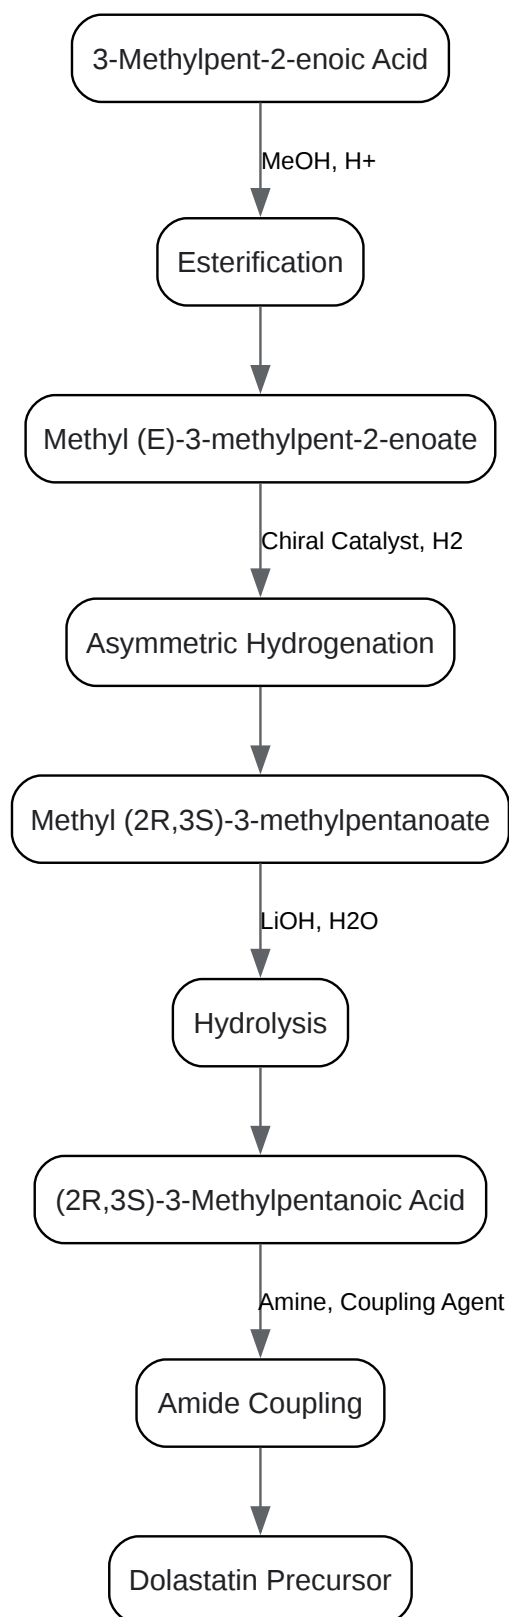 3-Methylpent-2-enoic Acid
MeOH, H+
Esterification
Methyl (E)-3-methylpent-2-enoate
Chiral Catalyst, H2
Asymmetric Hydrogenation
Methyl (2R,3S)-3-methylpentanoate
LiOH, H2O
Hydrolysis
(2R,3S)-3-Methylpentanoic Acid
Amine, Coupling Agent
Amide Coupling
Dolastatin Precursor